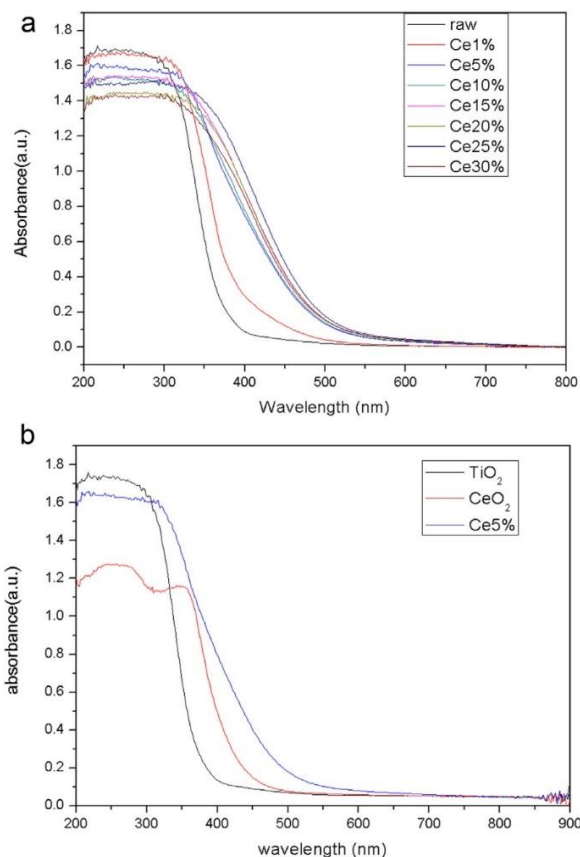 a
raw
Ce1%
Ce5%
Ce10%
Ce15%
Ce20%
Ce25%
Ce30%
1.8
1.6
1.4
1.2
1.0
0.8
0.6
0.4
0.2
0.0
Absorbance(a.u.)
200 300 400 500 600 700 800
Wavelength (nm)
b
TiO₂
CeO₂
Ce5%
1.8
1.6
1.4
1.2
1.0
0.8
0.6
0.4
0.2
0.0
absorbance(a.u.)
200 300 400 500 600 700 800 900
wavelength (nm)